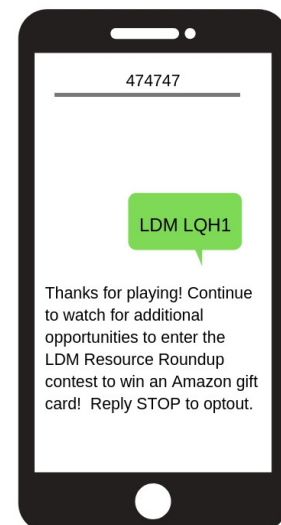 474747
LDM LQH1
Thanks for playing! Continue
to watch for additional
opportunities to enter the
LDM Resource Roundup
contest to win an Amazon gift
card!  Reply STOP to optout.